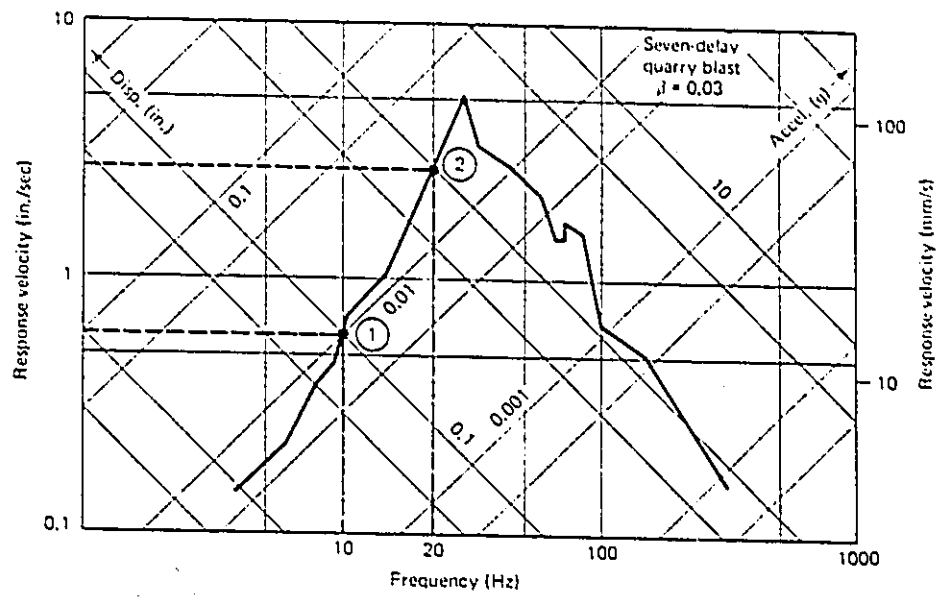 10
Seven-delay
quarry blast
β = 0.03
Disp. (in.)
Accel. (g)
100
2
0.1
10
Response velocity (in./sec)
Response velocity (mm/s)
1
0.01
1
10
0.1
0.001
0.1
10
20
100
1000
Frequency (Hz)